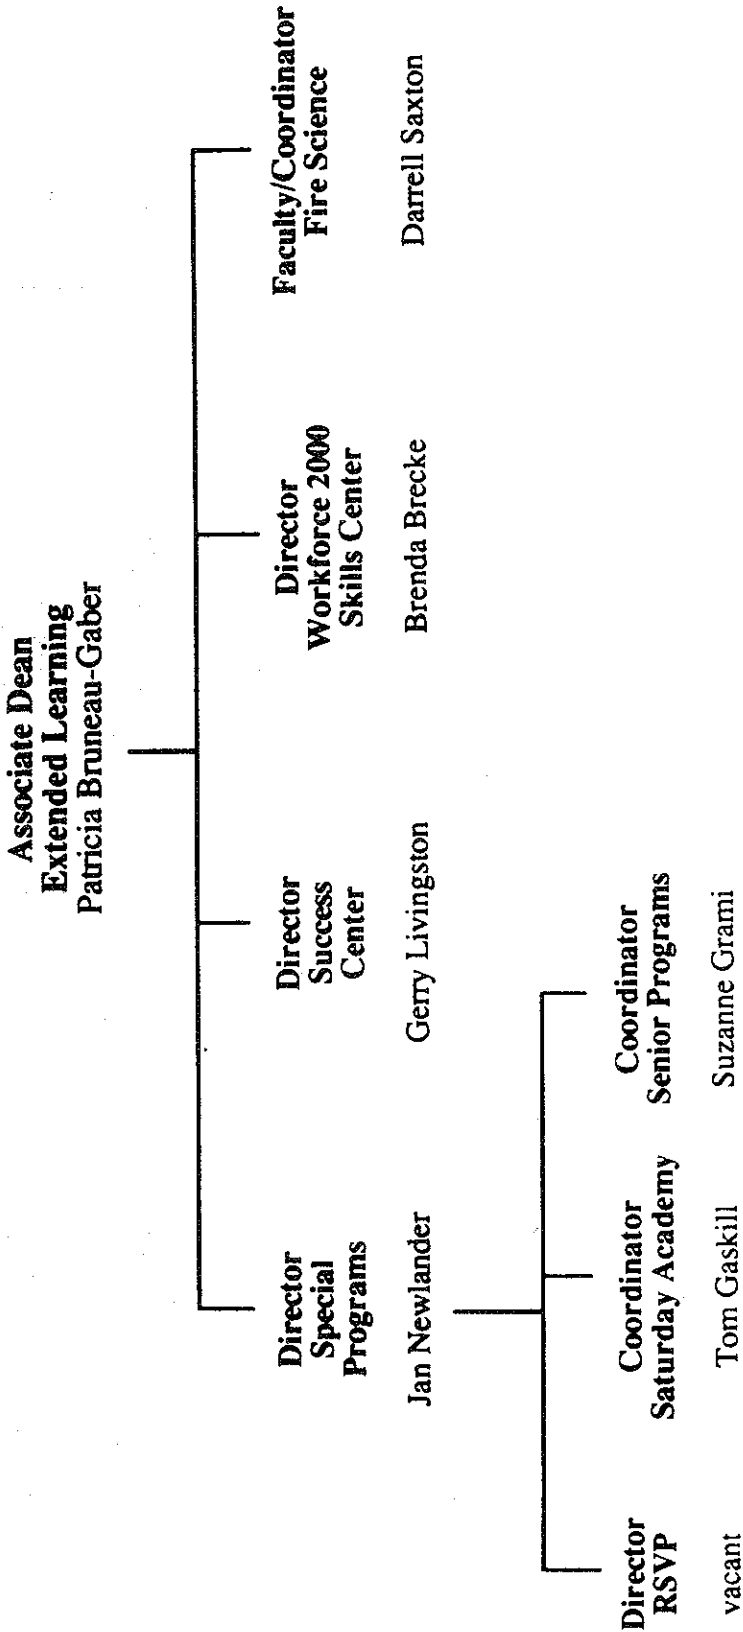 Associate Dean
Extended Learning
Patricia Bruneau-Gaber
Director
Special
Programs
Jan Newlander
Director
Success
Center
Gerry Livingston
Director
Workforce 2000
Skills Center
Brenda Brecke
Faculty/Coordinator
Fire Science
Darrell Saxton
Director
RSVP
vacant
Coordinator
Saturday Academy
Tom Gaskill
Coordinator
Senior Programs
Suzanne Grami